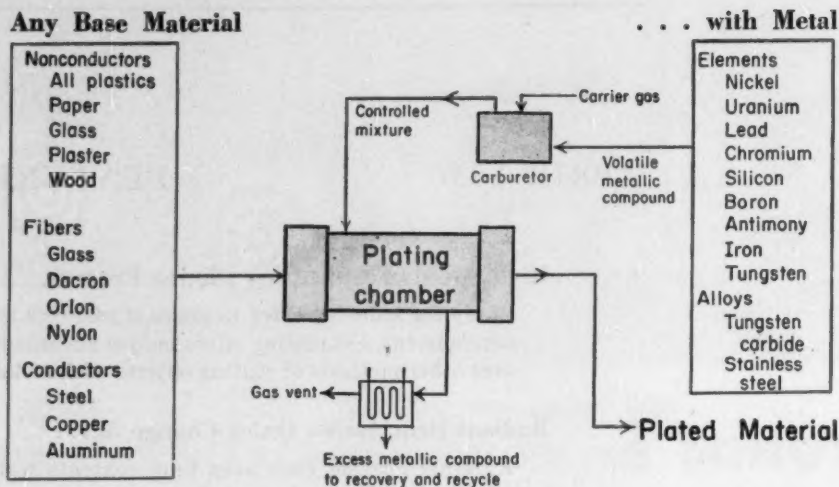 Any Base Material
. . . with Metal
Nonconductors
All plastics
Paper
Glass
Plaster
Wood
Fibers
Glass
Dacron
Orlon
Nylon
Conductors
Steel
Copper
Aluminum
Controlled
mixture
Carrier gas
Carburetor
Volatile
metallic
compound
Plating
chamber
Gas vent
Excess metallic compound
to recovery and recycle
Elements
Nickel
Uranium
Lead
Chromium
Silicon
Boron
Antimony
Iron
Tungsten
Alloys
Tungsten
carbide
Stainless
steel
Plated Material